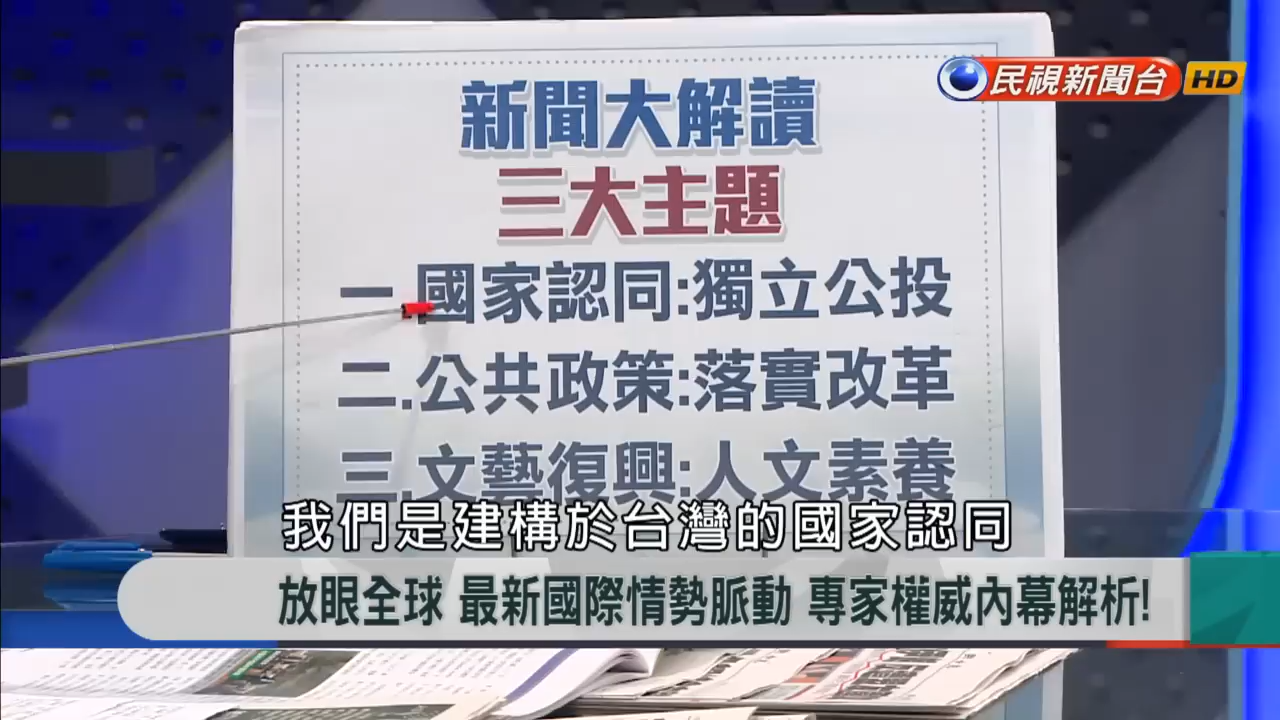 民視新聞台 HD
新聞大解讀
三大主題
一.國家認同:獨立公投
二.公共政策:落實改革
三.文藝復興:人文素養
我們是建構於台灣的國家認同
放眼全球 最新國際情勢脈動 專家權威內幕解析!